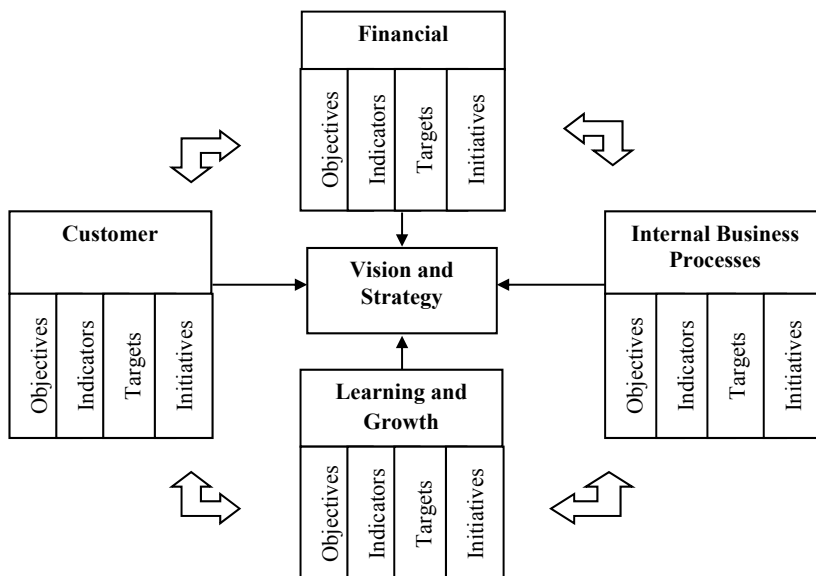 Financial
Objectives
Indicators
Targets
Initiatives
Customer
Objectives
Indicators
Targets
Initiatives
Vision and
Strategy
Internal Business
Processes
Objectives
Indicators
Targets
Initiatives
Learning and
Growth
Objectives
Indicators
Targets
Initiatives